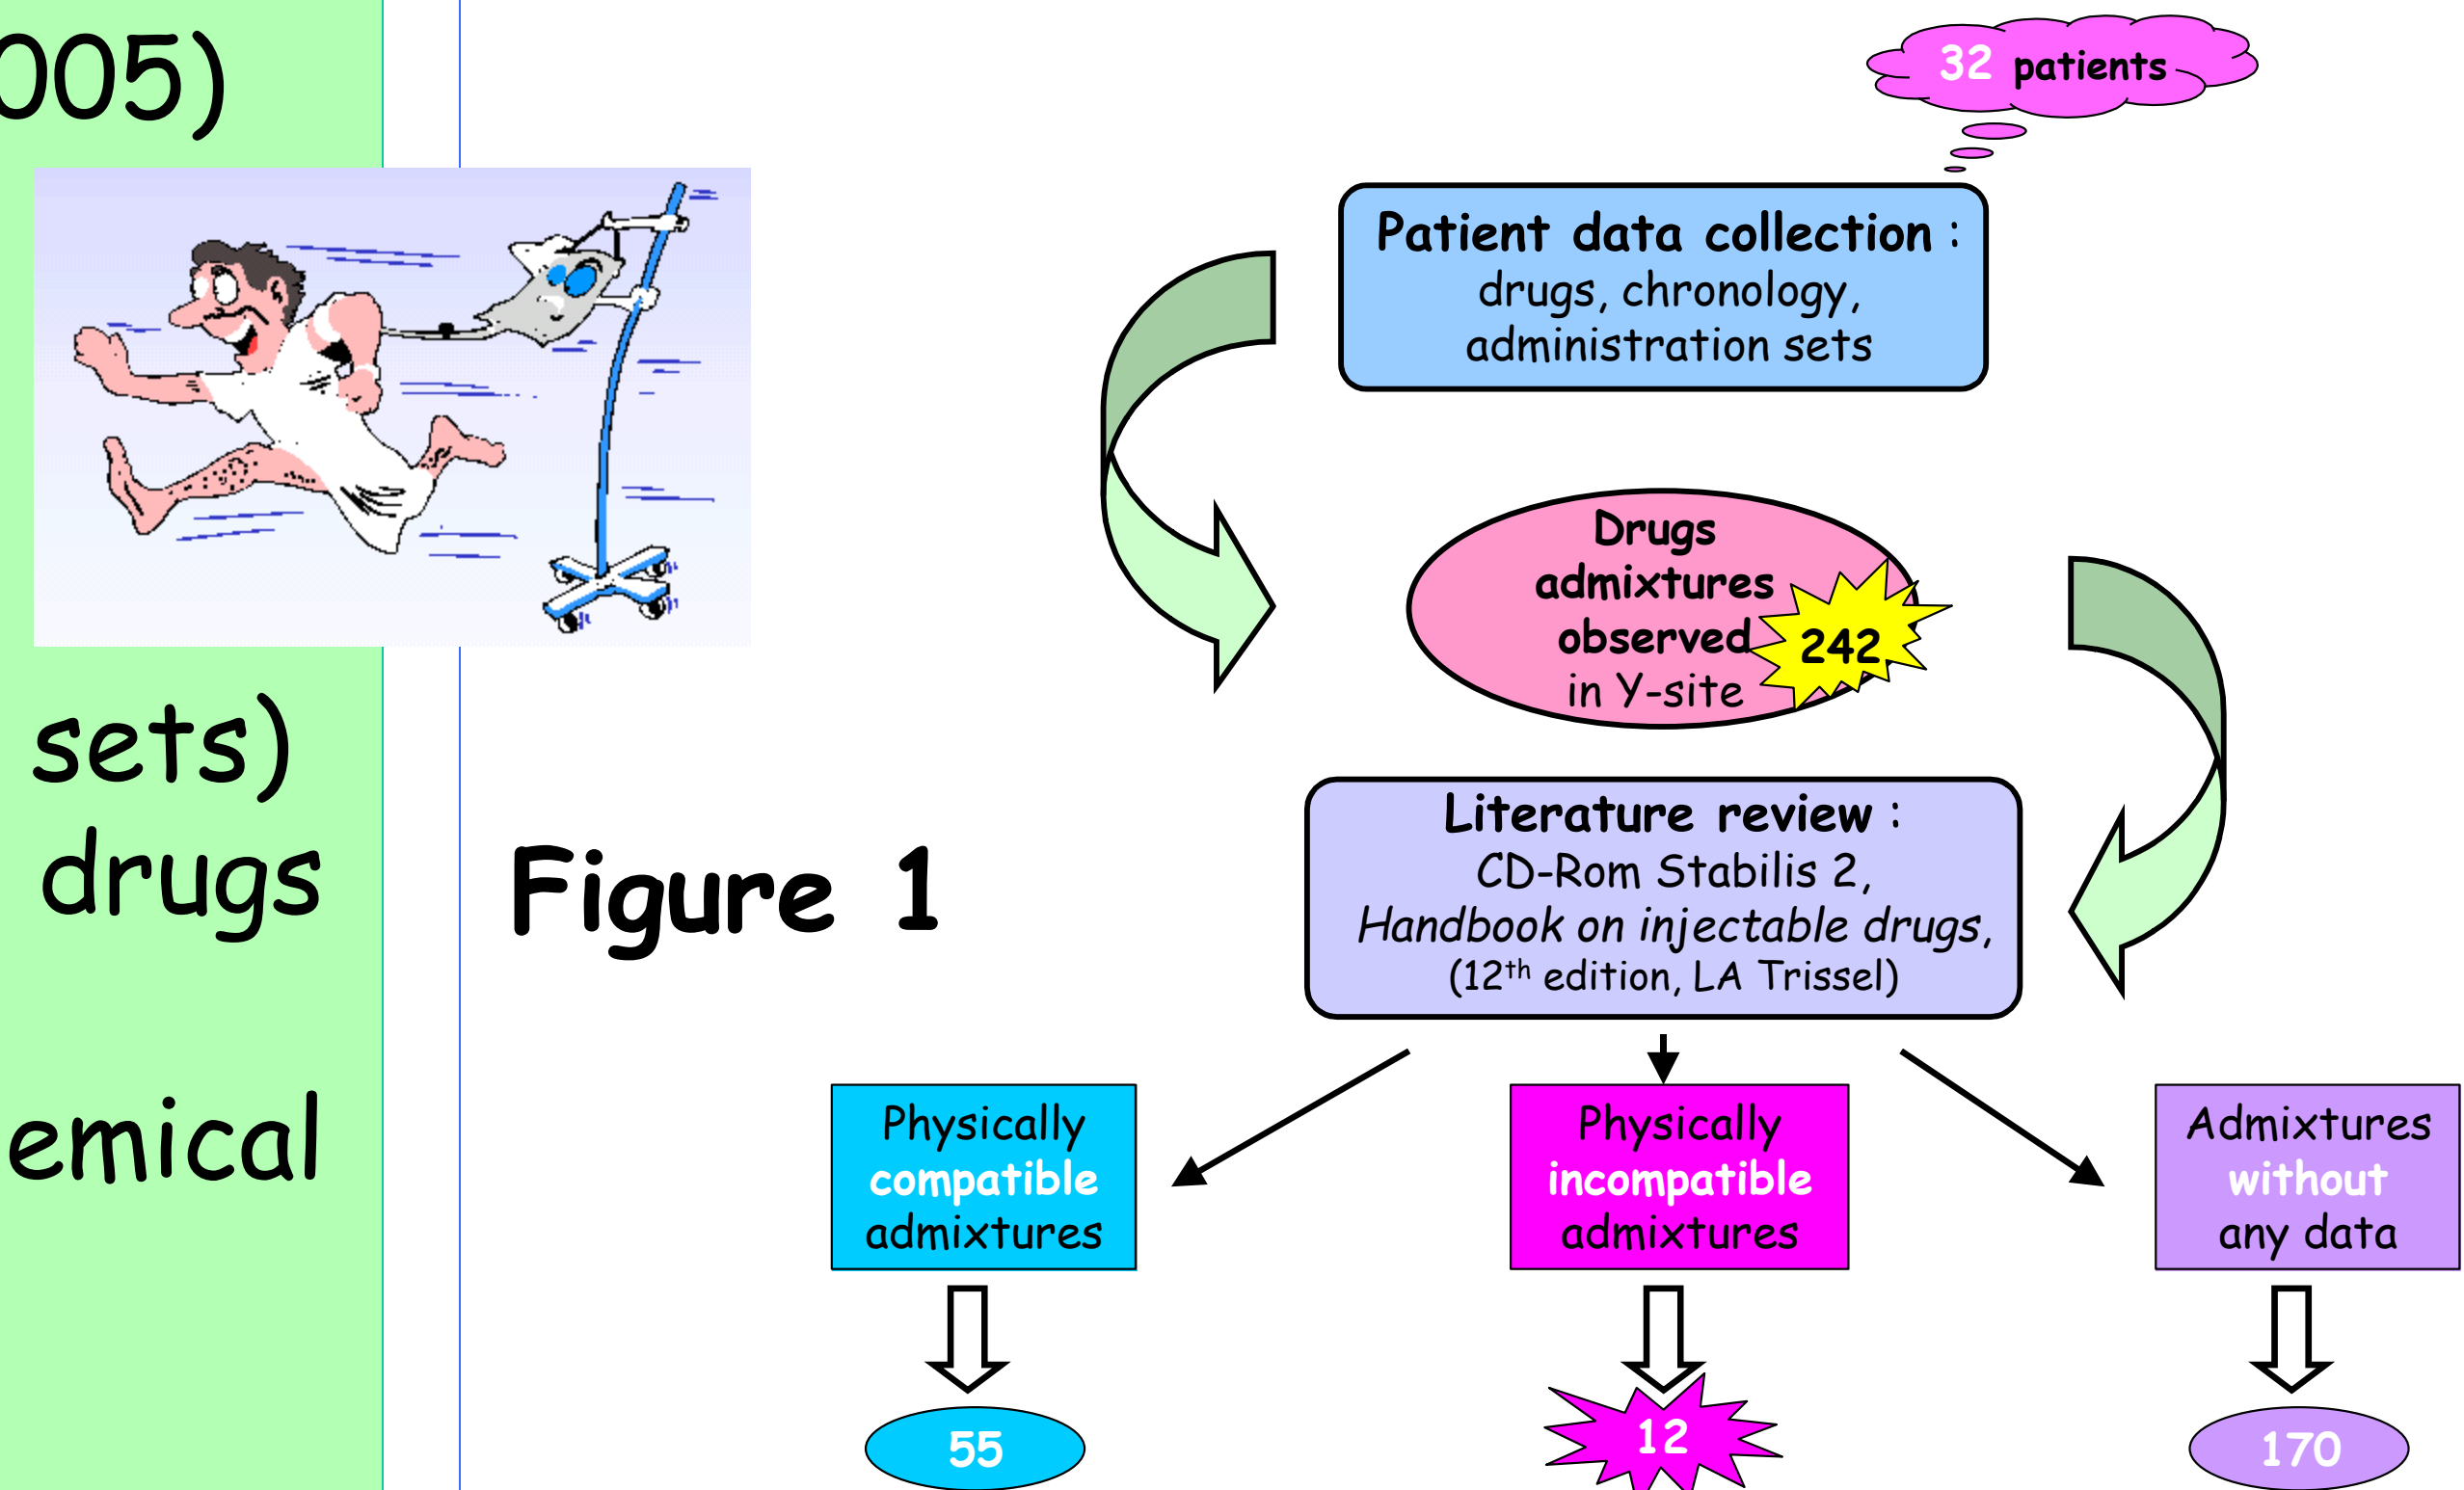 005)
sets)
drugs
emical
Figure 1
32 patients
Patient data collection :
drugs, chronology,
administration sets
Drugs
admixtures
observed
in Y-site
242
Literature review :
CD-Rom Stabilis 2,
Handbook on injectable drugs,
(12th edition, LA Trissel)
Physically
compatible
admixtures
55
Physically
incompatible
admixtures
12
Admixtures
without
any data
170